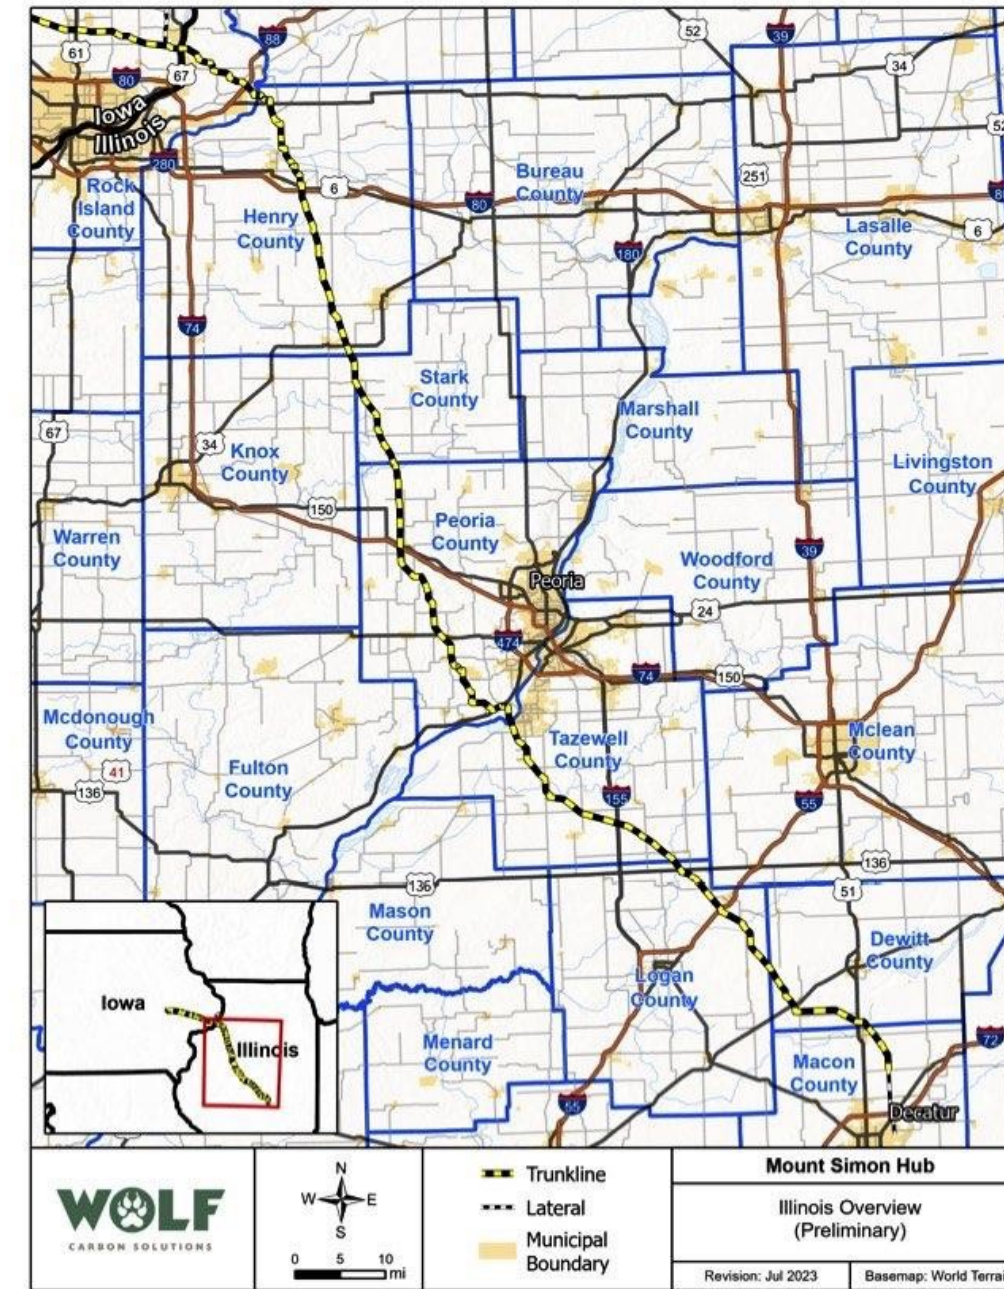 61
88
52
39
34
80
67
Iowa
Illinois
52
280
251
Rock
Island
County
6
Bureau
County
80
Henry
County
Lasalle
County
6
180
74
Stark
County
67
Marshall
County
34
Knox
County
Livingston
County
150
Peoria
County
Warren
County
39
Woodford
County
Peoria
24
474
74
150
Mcdonough
County
Tazewell
County
Mclean
County
41
136
Fulton
County
155
55
136
136
51
Mason
County
Dewitt
County
Logan
County
Iowa
Illinois
Menard
County
Macon
County
72
55
Decatur
WOLF
CARBON SOLUTIONS
N
W E
S
0 5 10
mi
Trunkline
Lateral
Municipal
Boundary
Mount Simon Hub
Illinois Overview
(Preliminary)
Revision: Jul 2023
Basemap: World Terrai